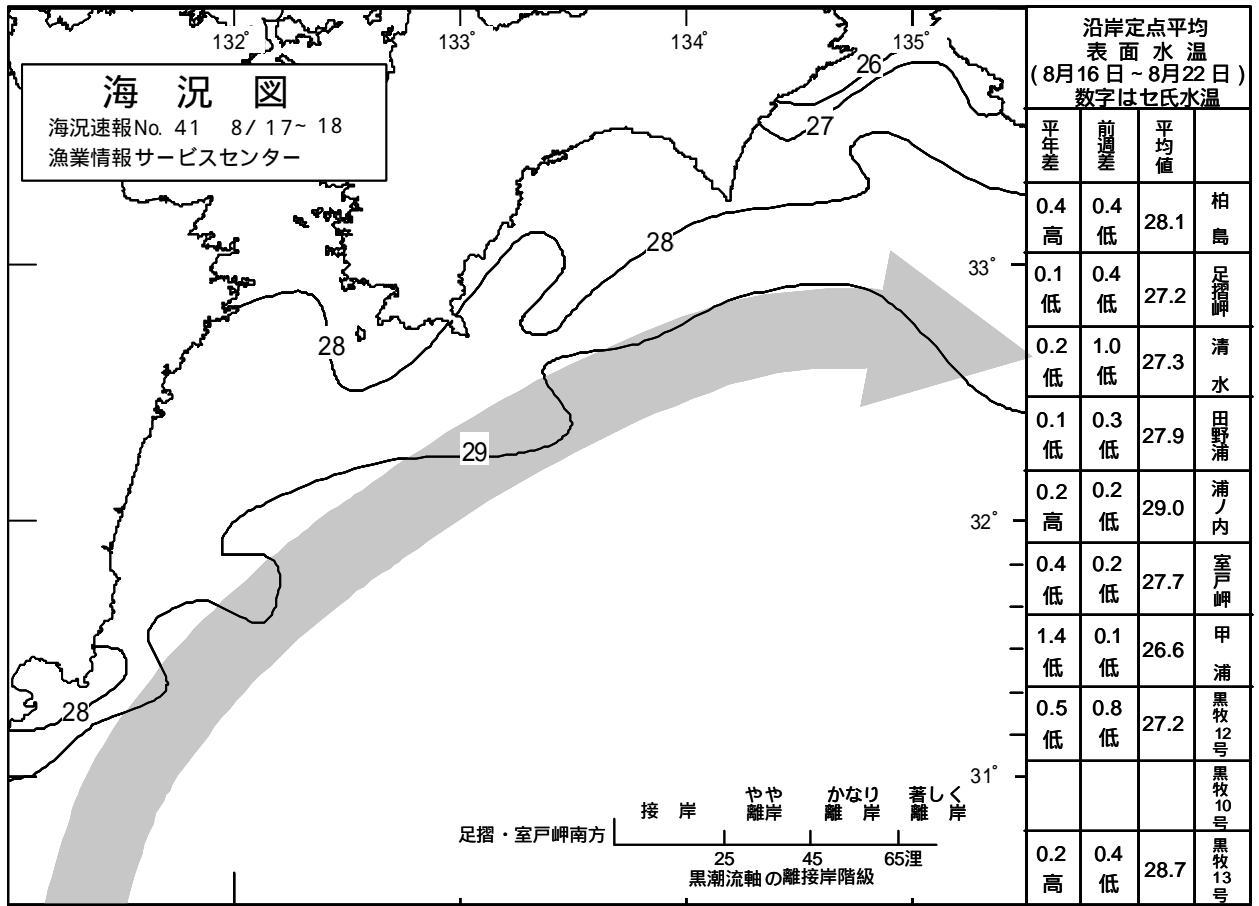 海 況 図
海況速報No. 41 8/ 17~ 18
漁業情報サービスセンター
132°
133°
134°
135°
26
27
28
33°
28
29
32°
28
31°
接 岸
やや離岸
かなり離岸
著しく離岸
足摺・室戸岬南方
25 45 65浬
黒潮流軸の離接岸階級
沿岸定点平均
表 面 水 温
( 8月16 日 ~ 8月22 日 )
数字はセ氏水温
平年差 前週差 平均値
0.4高 0.4低 28.1 柏島
0.1低 0.4低 27.2 足摺岬
0.2低 1.0低 27.3 清水
0.1低 0.3低 27.9 田野浦
0.2高 0.2低 29.0 浦ノ内
0.4低 0.2低 27.7 室戸岬
1.4低 0.1低 26.6 甲浦
0.5低 0.8低 27.2 黒牧12号
黒牧10号
0.2高 0.4低 28.7 黒牧13号